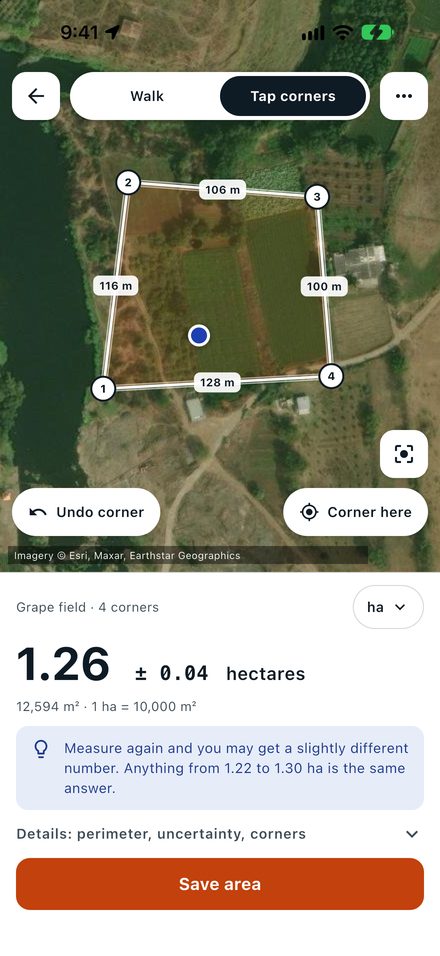 9:41
Walk
Tap corners
2
106 m
3
116 m
100 m
1
128 m
4
Undo corner
Corner here
Imagery © Esri, Maxar, Earthstar Geographics
Grape field · 4 corners
ha
1.26 ± 0.04 hectares
12,594 m² · 1 ha = 10,000 m²
Measure again and you may get a slightly different
number. Anything from 1.22 to 1.30 ha is the same
answer.
Details: perimeter, uncertainty, corners
Save area